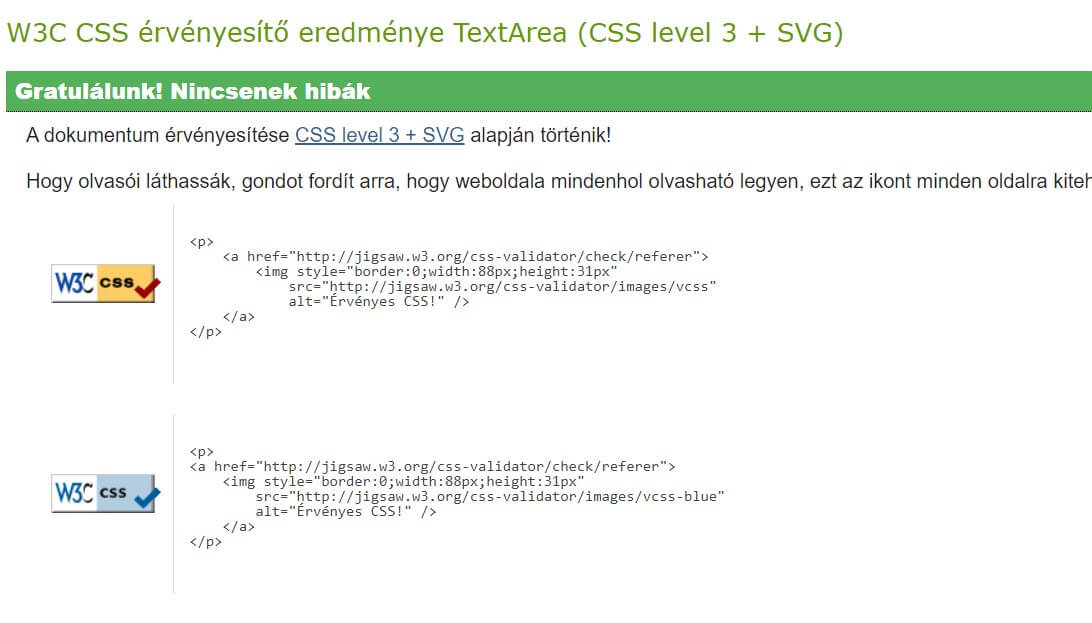 W3C CSS érvényesítő eredménye TextArea (CSS level 3 + SVG)
Gratulálunk! Nincsenek hibák
A dokumentum érvényesítése CSS level 3 + SVG alapján történik!
Hogy olvasói láthassák, gondot fordít arra, hogy weboldala mindenhol olvasható legyen, ezt az ikont minden oldalra
<p>
<a href="http://jigsaw.w3.org/css-validator/check/referer">
<img style="border:0;width:88px;height:31px"
W3C css
src="http://jigsaw.w3.org/css-validator/images/vcss"
alt="Érvényes CSS!" />
</a>
</p>
<p>
<a href="http://jigsaw.w3.org/css-validator/check/referer">
<img style="border:0;width:88px;height:31px"
W3C css
src="http://jigsaw.w3.org/css-validator/images/vcss-blue"
alt="Érvényes CSS!" />
</a>
</p>